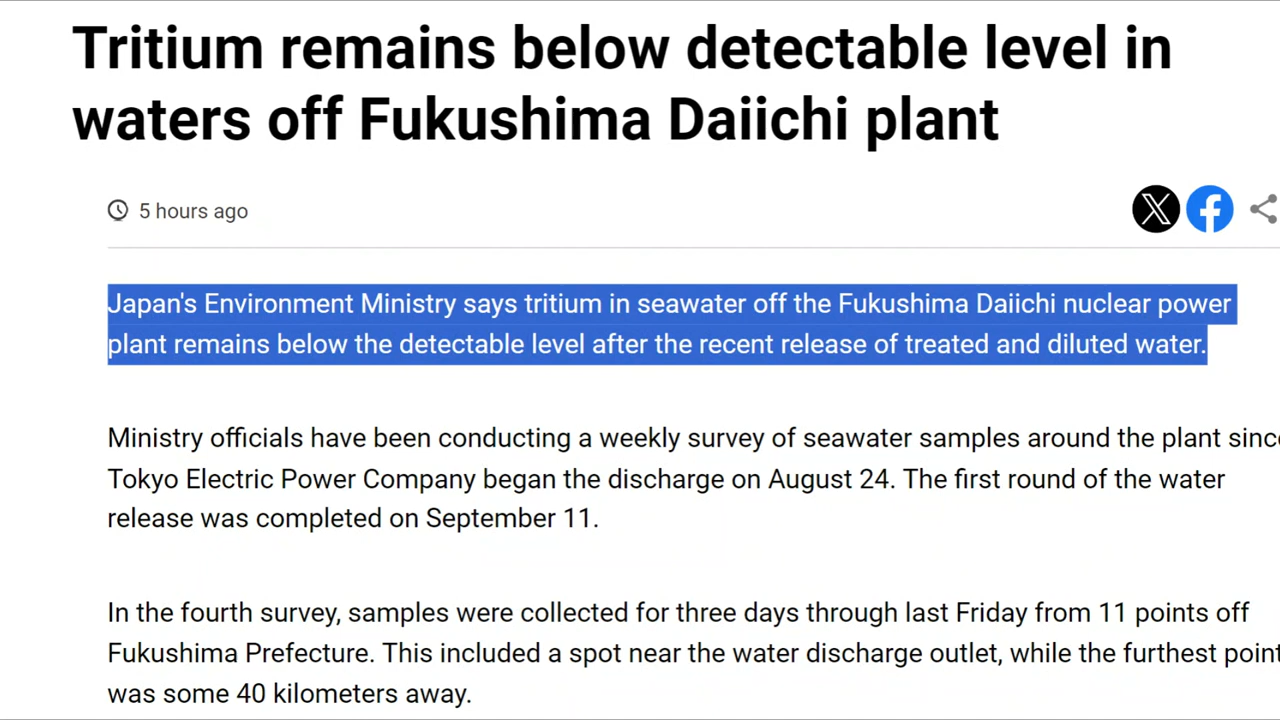 Tritium remains below detectable level in
waters off Fukushima Daiichi plant
5 hours ago
Japan's Environment Ministry says tritium in seawater off the Fukushima Daiichi nuclear power
plant remains below the detectable level after the recent release of treated and diluted water.
Ministry officials have been conducting a weekly survey of seawater samples around the plant sinc
Tokyo Electric Power Company began the discharge on August 24. The first round of the water
release was completed on September 11.
In the fourth survey, samples were collected for three days through last Friday from 11 points off
Fukushima Prefecture. This included a spot near the water discharge outlet, while the furthest point
was some 40 kilometers away.